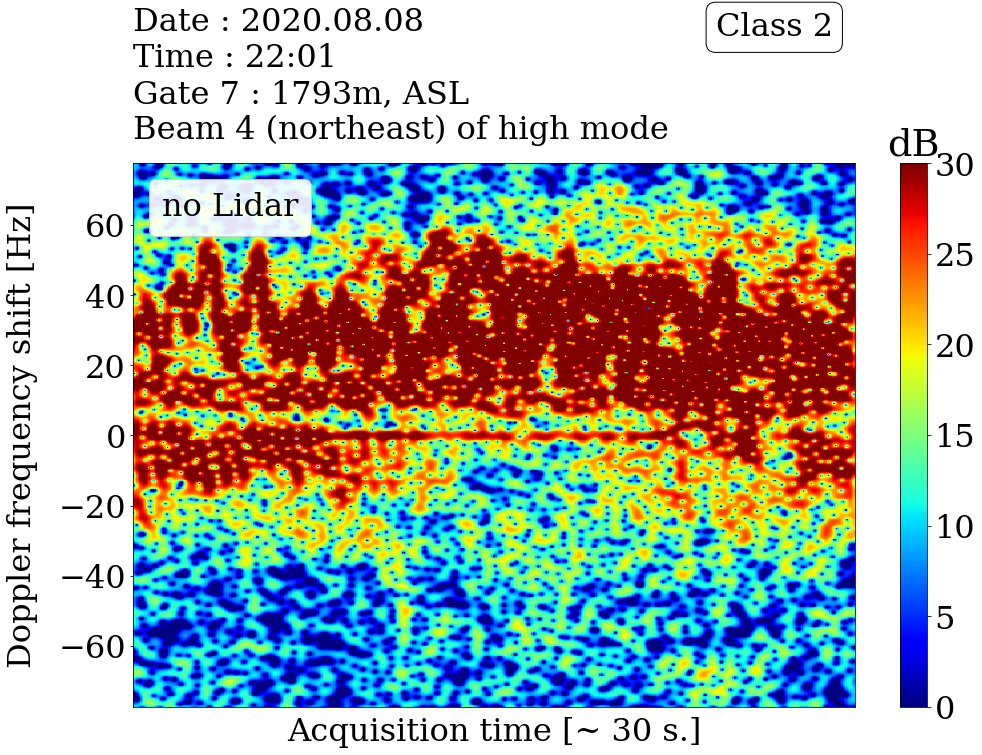 Date : 2020.08.08
Time : 22:01
Gate 7 : 1793m, ASL
Beam 4 (northeast) of high mode
Class 2
dB
no Lidar
Doppler frequency shift [Hz]
60
40
20
0
−20
−40
−60
30
25
20
15
10
5
0
Acquisition time [~ 30 s.]